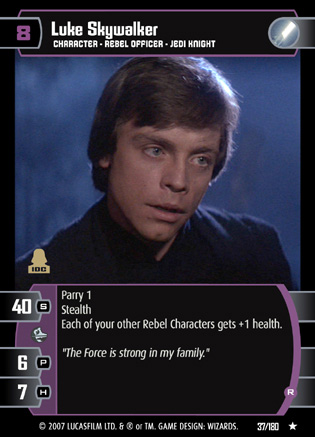 8 Luke Skywalker
CHARACTER • REBEL OFFICER • JEDI KNIGHT
IDC
40 S
Parry 1
Stealth
Each of your other Rebel Characters gets +1 health.
6 P
"The Force is strong in my family."
7 H
R
© 2007 LUCASFILM LTD. & ® or TM. GAME DESIGN: WIZARDS. 37/180 ★